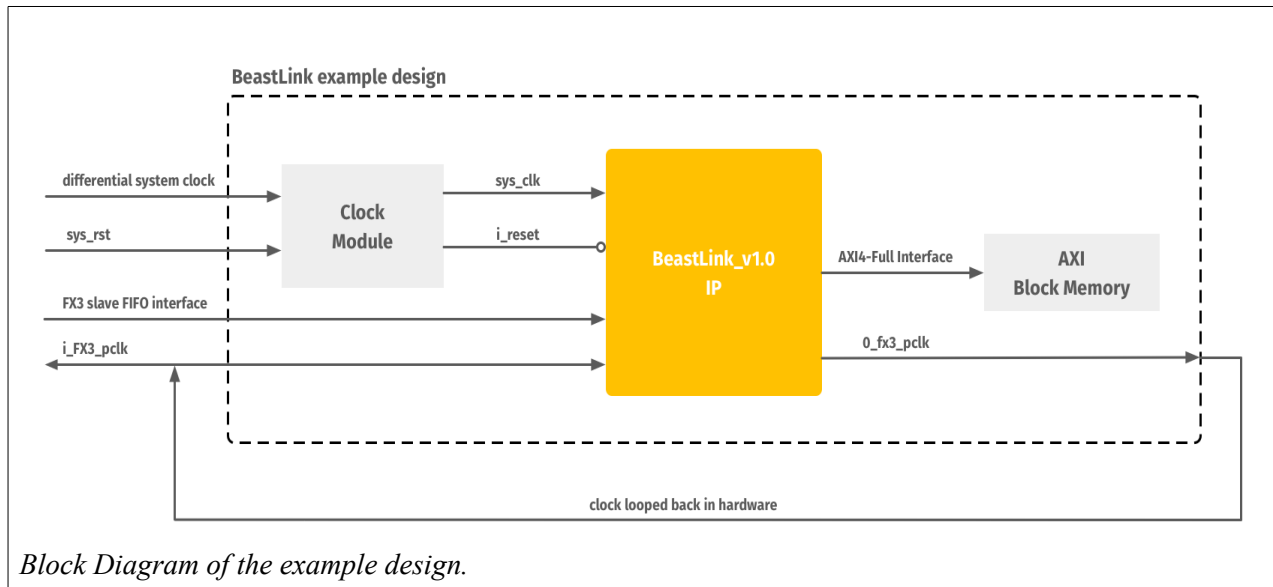 BeastLink example design
differential system clock
sys_clk
Clock
Module
sys_rst
i_reset
BeastLink_v1.0
IP
AXI4-Full Interface
AXI
Block Memory
FX3 slave FIFO interface
i_FX3_pclk
0_fx3_pclk
clock looped back in hardware
Block Diagram of the example design.